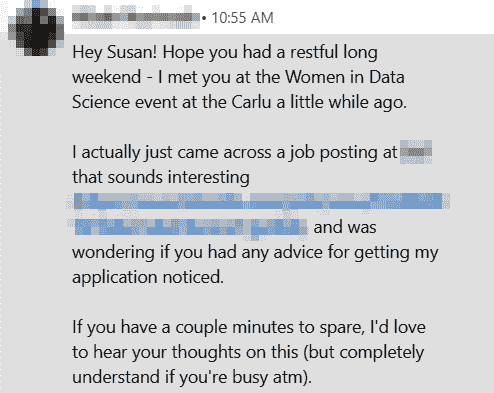 • 10:55 AM
Hey Susan! Hope you had a restful long
weekend - I met you at the Women in Data
Science event at the Carlu a little while ago.
I actually just came across a job posting at
that sounds interesting
and was
wondering if you had any advice for getting my
application noticed.
If you have a couple minutes to spare, I'd love
to hear your thoughts on this (but completely
understand if you're busy atm).